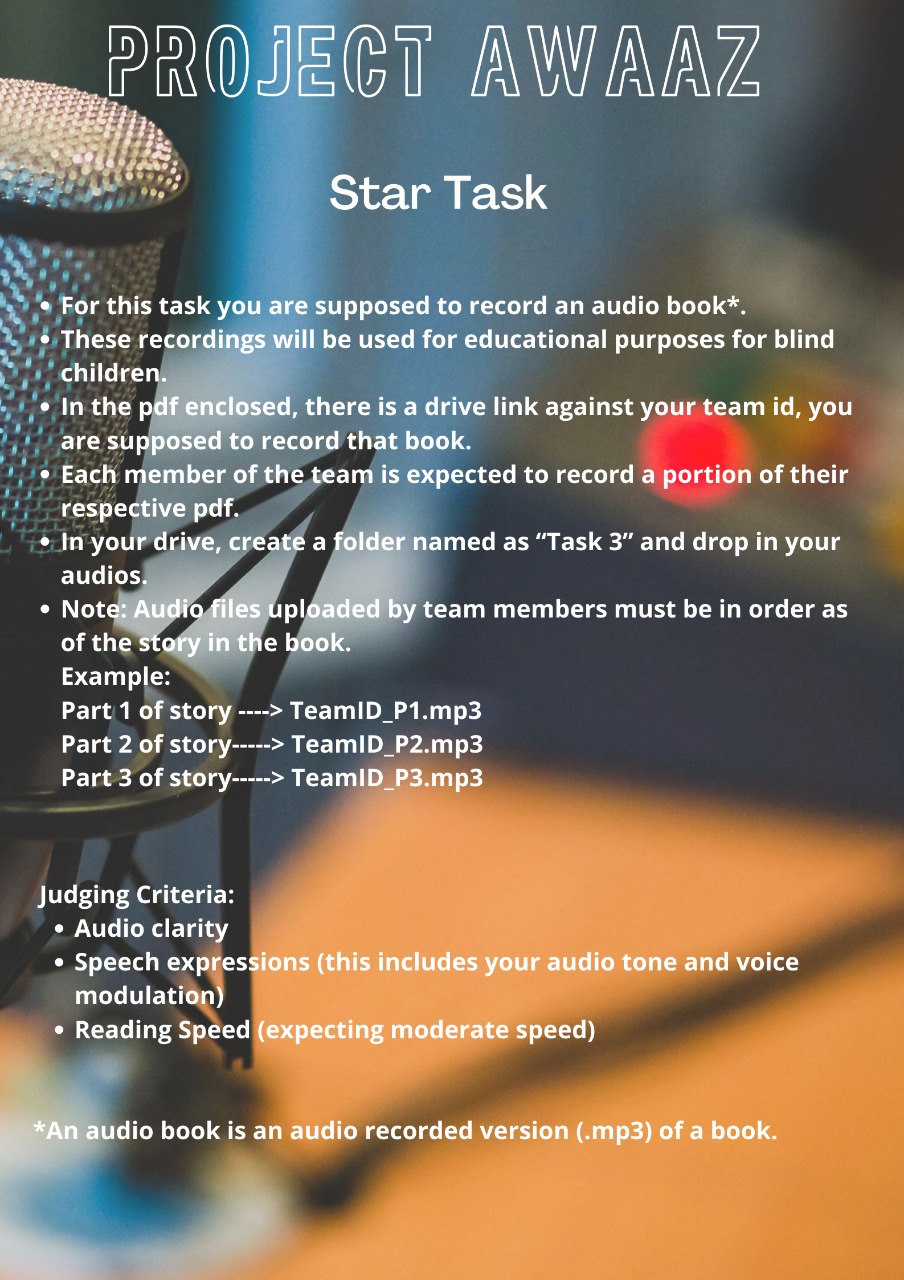 PROJECT AWAAZ
Star Task
• For this task you are supposed to record an audio book*.
• These recordings will be used for educational purposes for blind
children.
• In the pdf enclosed, there is a drive link against your team id, you
are supposed to record that book.
• Each member of the team is expected to record a portion of their
respective pdf.
• In your drive, create a folder named as “Task 3” and drop in your
audios.
• Note: Audio files uploaded by team members must be in order as
of the story in the book.
Example:
Part 1 of story ----> TeamID_P1.mp3
Part 2 of story-----> TeamID_P2.mp3
Part 3 of story-----> TeamID_P3.mp3
Judging Criteria:
• Audio clarity
• Speech expressions (this includes your audio tone and voice
modulation)
• Reading Speed (expecting moderate speed)
*An audio book is an audio recorded version (.mp3) of a book.